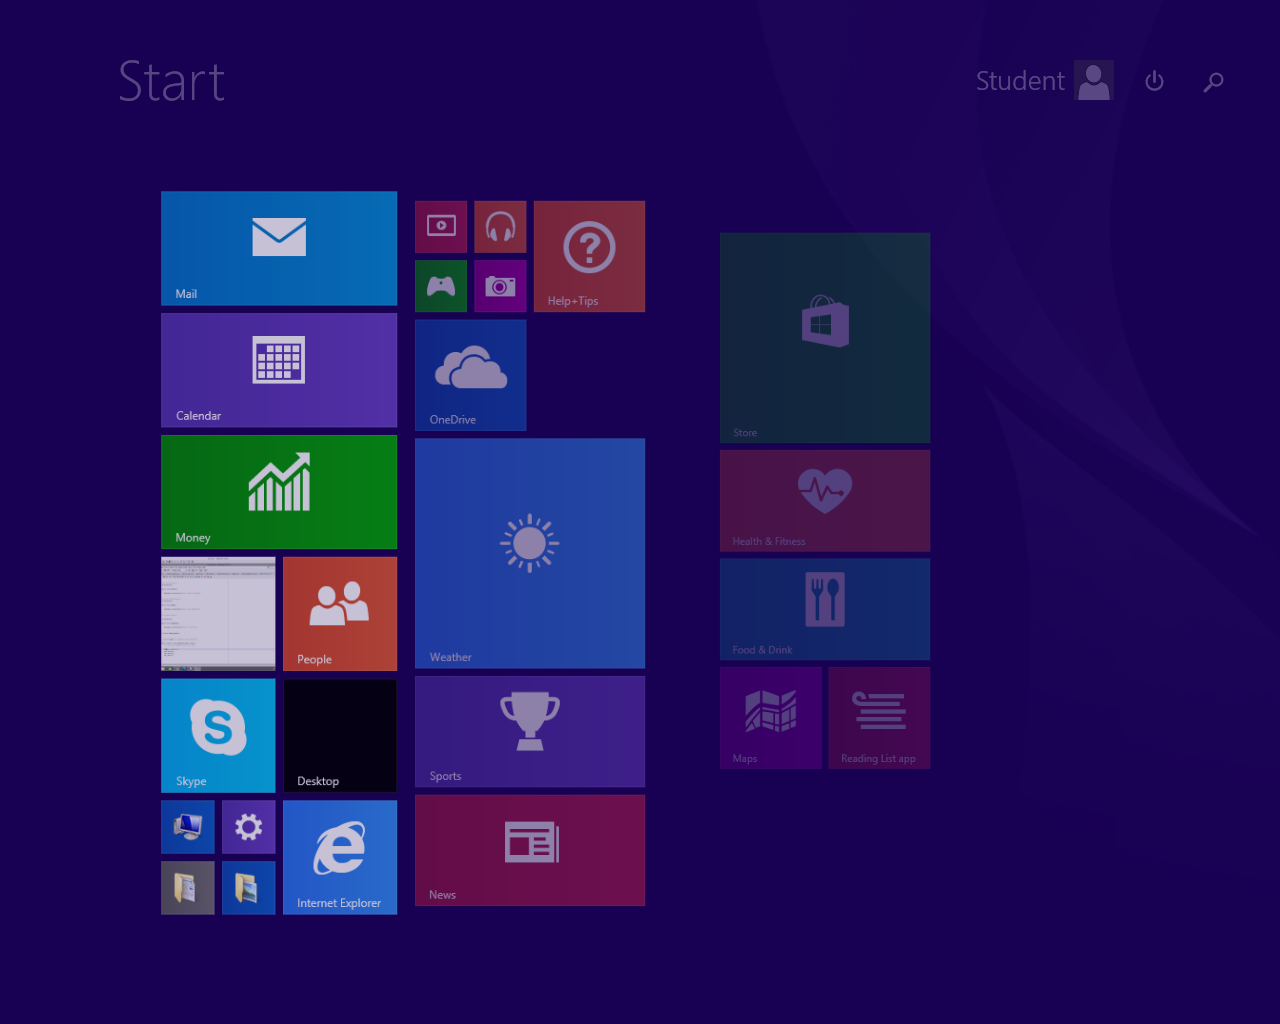 Start
Student
Mail
Calendar
Money
People
Skype
Desktop
Internet Explorer
Help+Tips
OneDrive
Weather
Sports
News
Store
Health & Fitness
Food & Drink
Maps
Reading List app